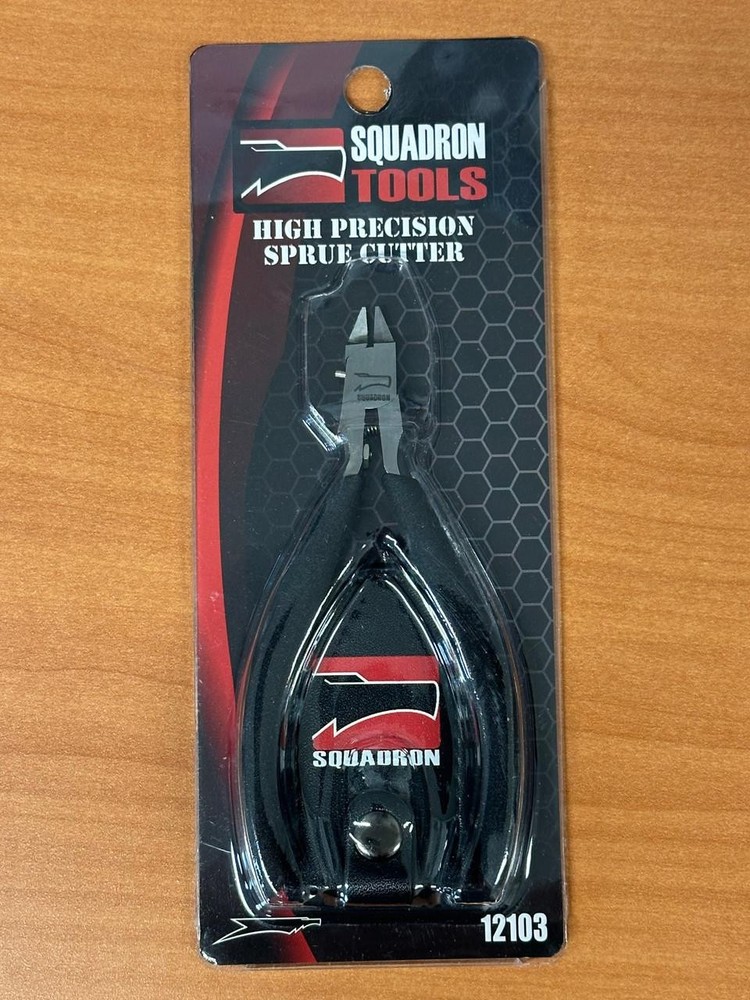 SQUADRON
TOOLS
HIGH PRECISION
SPRUE CUTTER
SQUADRON
SQUADRON
12103